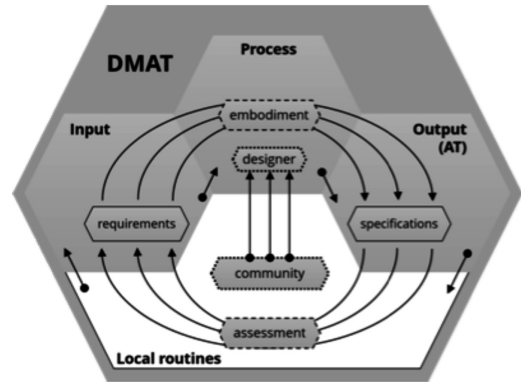 DMAT
Process
embodiment
Input
Output
(AT)
designer
requirements
specifications
community
assessment
Local routines